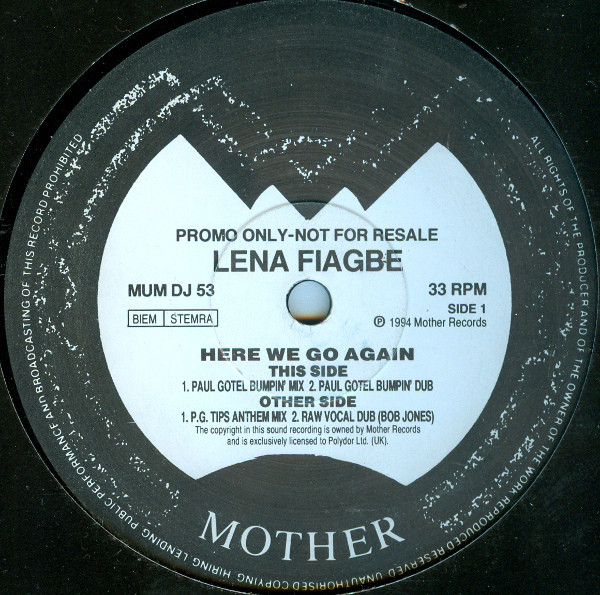 ALL RIGHTS OF THE PRODUCER AND OF THE OWNER OF THE WORK REPRODUCED RESERVED UNAUTHORISED COPYING, HIRING, LENDING, PUBLIC PERFORMANCE AND BROADCASTING OF THIS RECORD PROHIBITED
PROMO ONLY-NOT FOR RESALE
LENA FIAGBE
MUM DJ 53 33 RPM
SIDE 1
BIEM STEMRA ℗ 1994 Mother Records
HERE WE GO AGAIN
THIS SIDE
1. PAUL GOTEL BUMPIN' MIX 2. PAUL GOTEL BUMPIN' DUB
OTHER SIDE
1. P.G. TIPS ANTHEM MIX 2. RAW VOCAL DUB (BOB JONES)
The copyright in this sound recording is owned by Mother Records
and is exclusively licensed to Polydor Ltd. (UK).
MOTHER